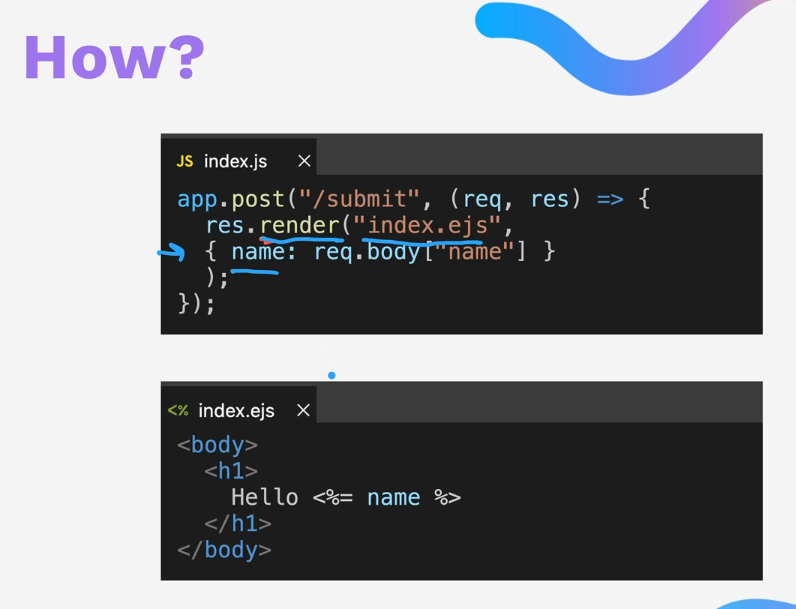 How?
JS index.js ×
app.post("/submit", (req, res) => {
res.render("index.ejs",
{ name: req.body["name"] }
);
});
<% index.ejs ×
<body>
<h1>
Hello <%= name %>
</h1>
</body>